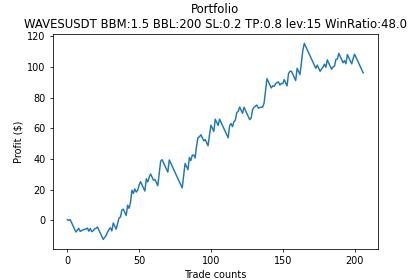 Portfolio
WAVESUSDT BBM:1.5 BBL:200 SL:0.2 TP:0.8 lev:15 WinRatio:48.0
120
100
80
60
40
20
0
Profit ($)
0 50 100 150 200
Trade counts